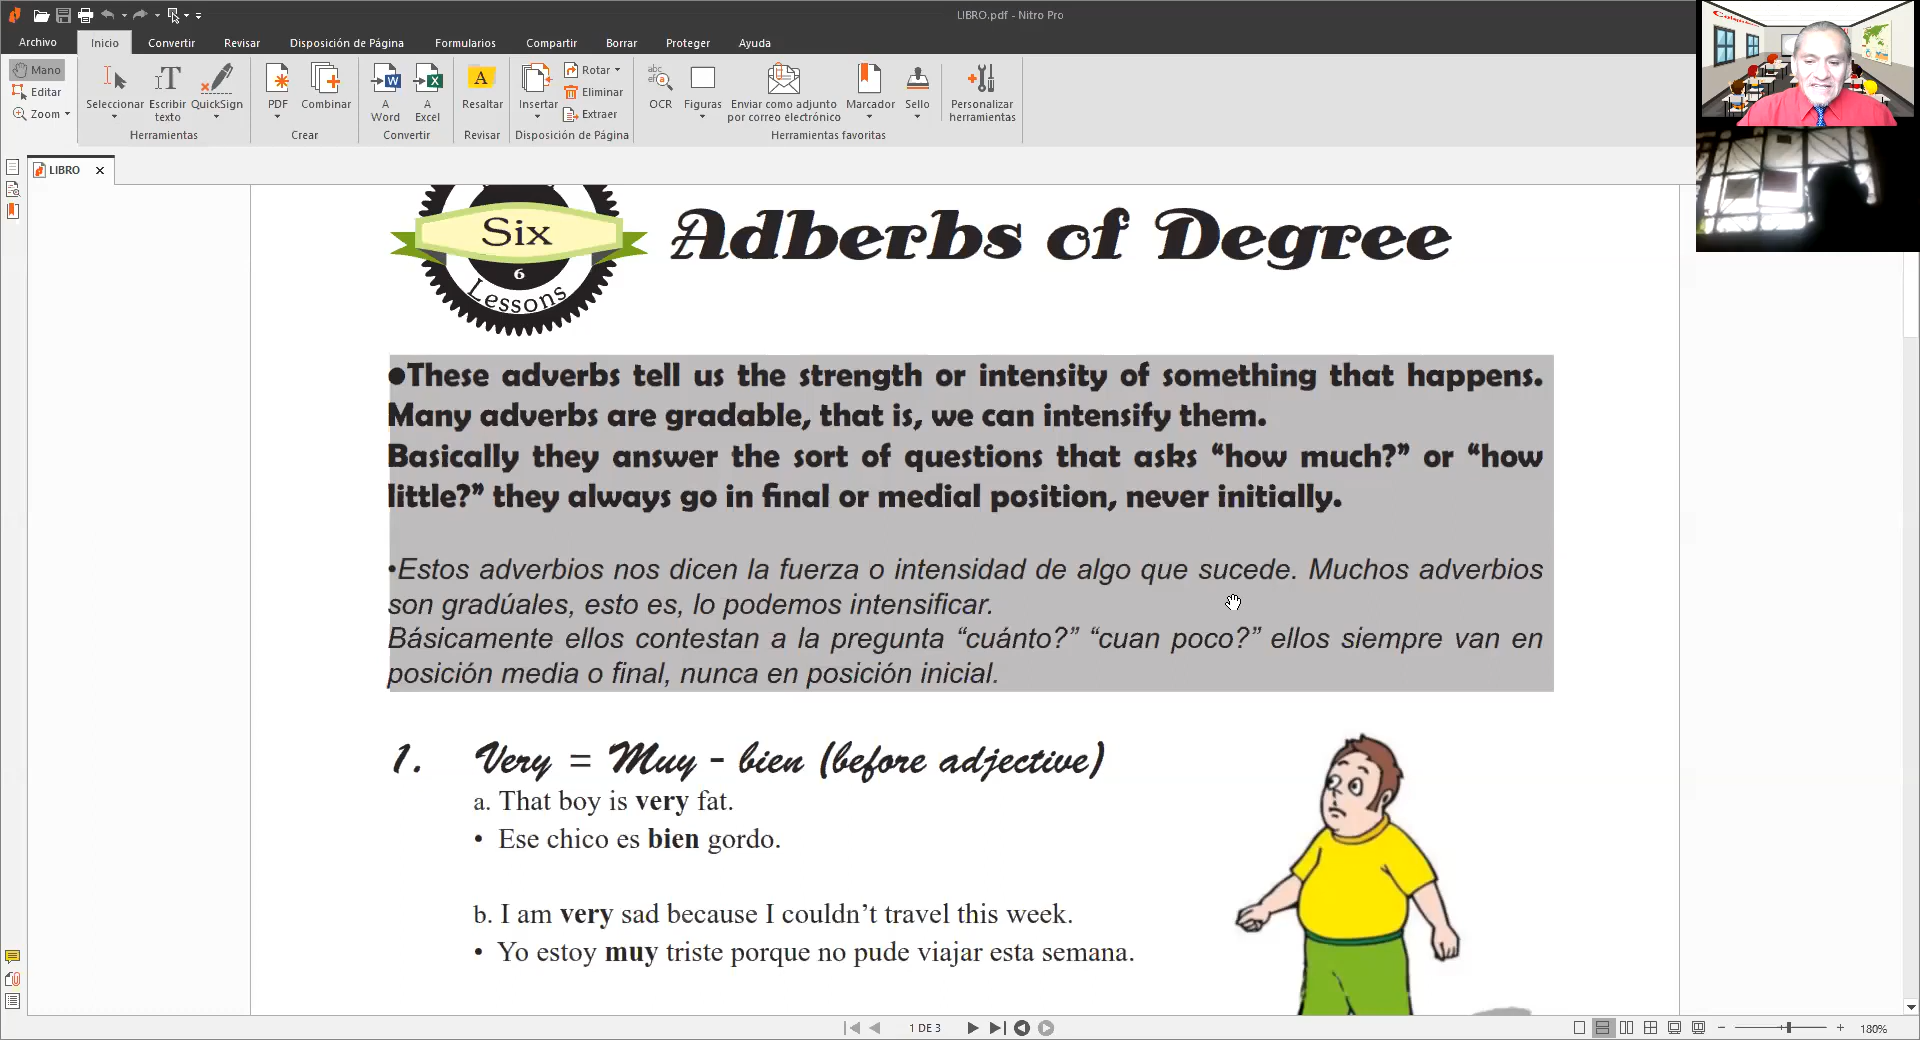 LIBRO.pdf - Nitro Pro
Archivo Inicio Convertir Revisar Disposición de Página Formularios Compartir Borrar Proteger Ayuda
Mano
Editar
Zoom
Seleccionar
Escribir texto
QuickSign
Herramientas
PDF
Combinar
Crear
A Word
A Excel
Convertir
Resaltar
Revisar
Insertar
Rotar
Eliminar
Extraer
Disposición de Página
OCR
Figuras
Enviar como adjunto
por correo electrónico
Marcador
Sello
Herramientas favoritas
Personalizar
herramientas
LIBRO
Six
6
Lessons
Adberbs of Degree
●These adverbs tell us the strength or intensity of something that happens.
Many adverbs are gradable, that is, we can intensify them.
Basically they answer the sort of questions that asks “how much?” or “how
little?” they always go in final or medial position, never initially.
•Estos adverbios nos dicen la fuerza o intensidad de algo que sucede. Muchos adverbios
son gradúales, esto es, lo podemos intensificar.
Básicamente ellos contestan a la pregunta “cuánto?” “cuan poco?” ellos siempre van en
posición media o final, nunca en posición inicial.
1. Very = Muy - bien (before adjective)
a. That boy is very fat.
• Ese chico es bien gordo.
b. I am very sad because I couldn’t travel this week.
• Yo estoy muy triste porque no pude viajar esta semana.
1 DE 3
180%